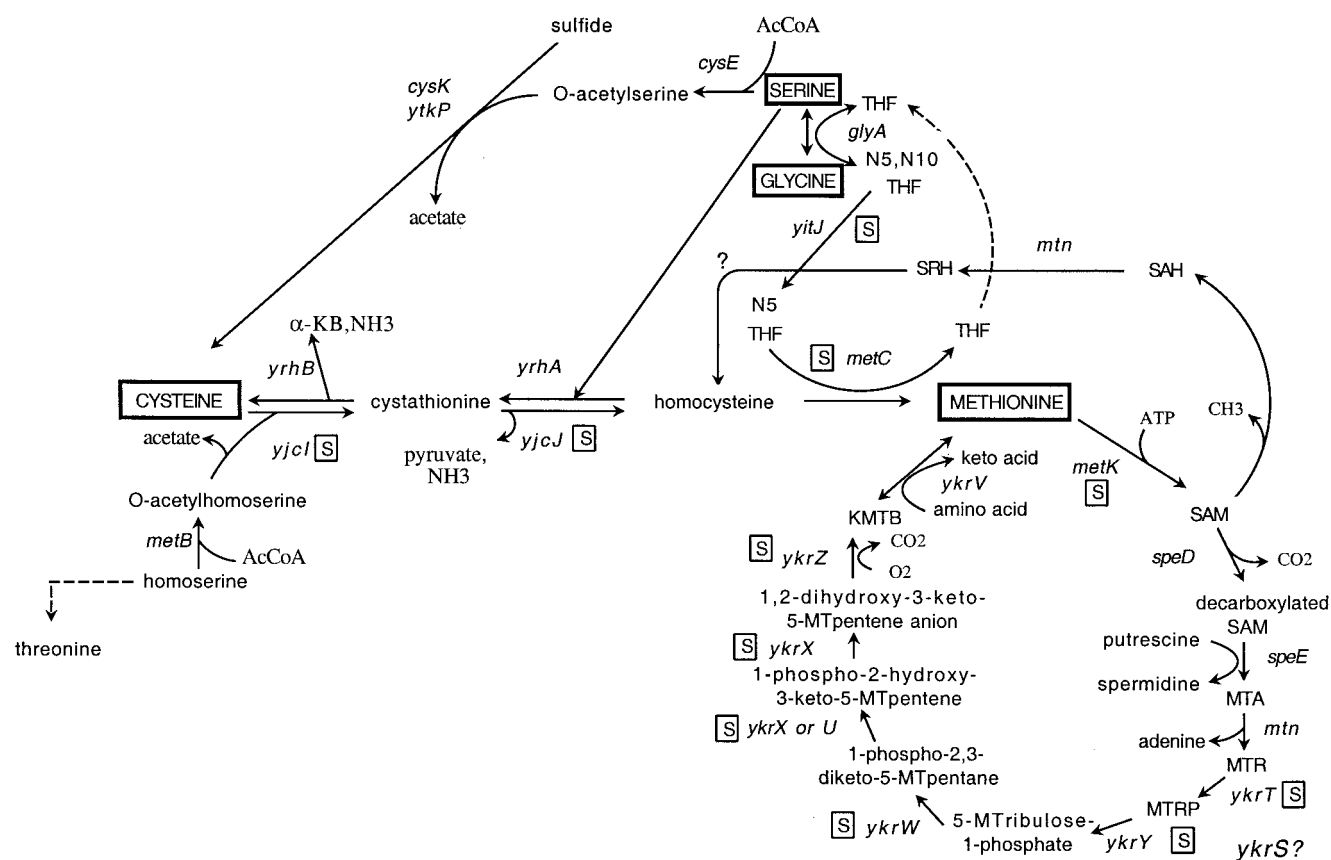 sulfide
AcCoA
cysE
cysK
ytkP
O-acetylserine
SERINE
THF
glyA
N5,N10
THF
GLYCINE
acetate
yitJ
S
?
SRH
mtn
SAH
N5
THF
THF
α-KB,NH3
S
metC
yrhB
yrhA
CYSTEINE
cystathionine
homocysteine
METHIONINE
ATP
CH3
acetate
yjcI
S
pyruvate,
NH3
yjcJ
S
keto acid
ykrV
amino acid
metK
S
O-acetylhomoserine
KMTB
SAM
metB
AcCoA
S
ykrZ
CO2
O2
speD
CO2
homoserine
1,2-dihydroxy-3-keto-
5-MTpentene anion
decarboxylated
SAM
threonine
S
ykrX
putrescine
speE
1-phospho-2-hydroxy-
3-keto-5-MTpentene
spermidine
MTA
S
ykrX or U
adenine
mtn
1-phospho-2,3-
diketo-5-MTpentane
MTR
ykrT
S
MTRP
S
ykrW
5-MTribulose-
1-phosphate
ykrY
S
ykrS?